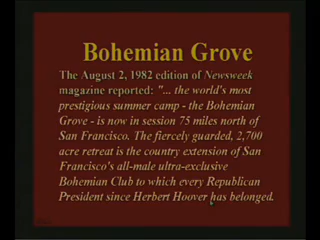 Bohemian Grove
The August 2, 1982 edition of Newsweek
magazine reported: "... the world's most
prestigious summer camp - the Bohemian
Grove - is now in session 75 miles north of
San Francisco. The fiercely guarded, 2,700
acre retreat is the country extension of San
Francisco's all-male ultra-exclusive
Bohemian Club to which every Republican
President since Herbert Hoover has belonged.